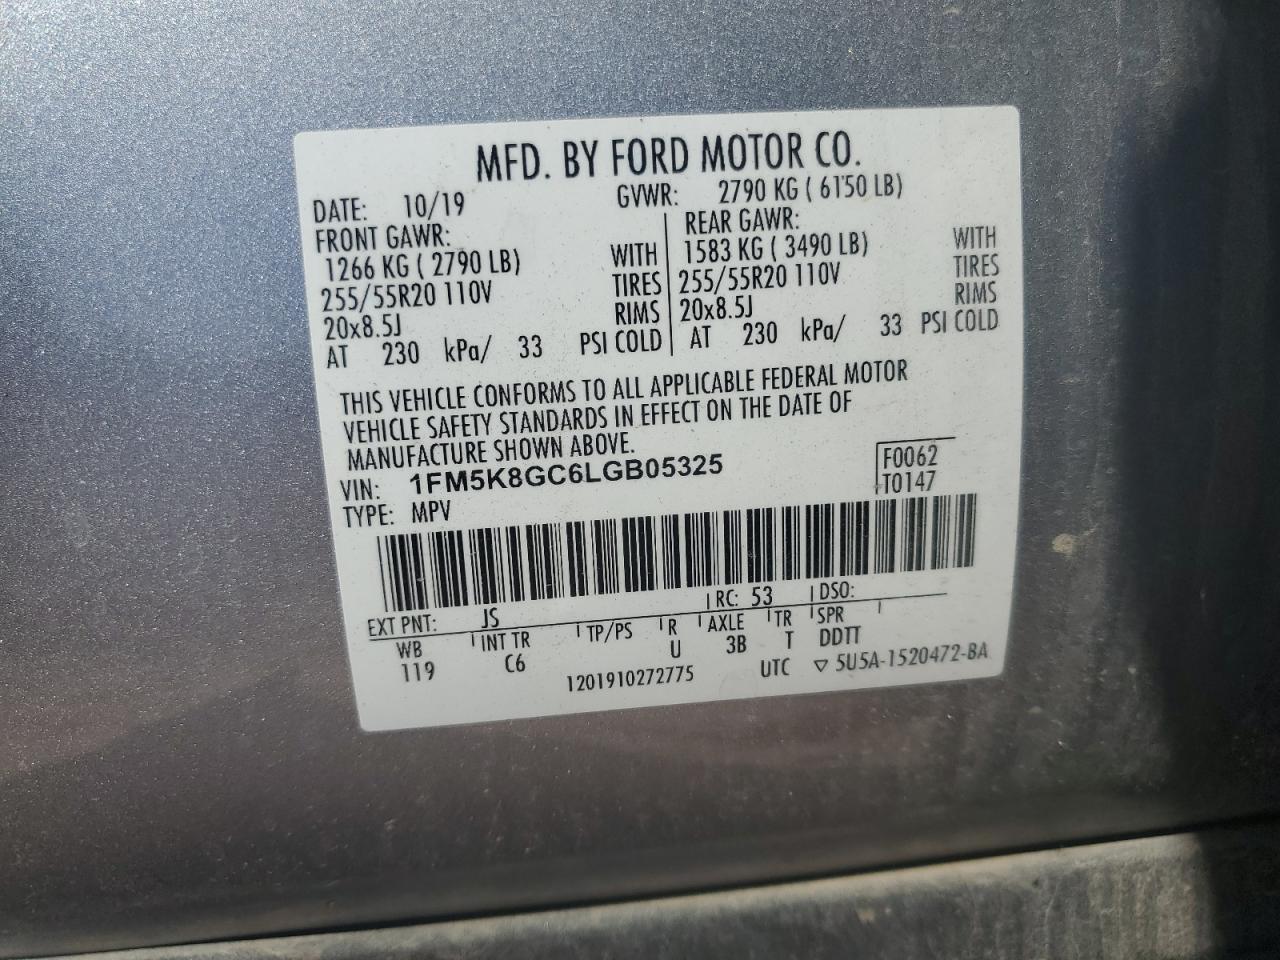 MFD. BY FORD MOTOR CO.
DATE: 10/19 GVWR: 2790 KG ( 6150 LB)
FRONT GAWR: REAR GAWR:
1266 KG ( 2790 LB) WITH 1583 KG ( 3490 LB) WITH
255/55R20 110V TIRES 255/55R20 110V TIRES
20x8.5J RIMS 20x8.5J RIMS
AT 230 kPa/ 33 PSI COLD AT 230 kPa/ 33 PSI COLD
THIS VEHICLE CONFORMS TO ALL APPLICABLE FEDERAL MOTOR
VEHICLE SAFETY STANDARDS IN EFFECT ON THE DATE OF
MANUFACTURE SHOWN ABOVE.
VIN: 1FM5K8GC6LGB05325 F0062
TYPE: MPV T0147
EXT PNT: JS RC: 53 DSO:
WB INT TR TP/PS R AXLE TR SPR
119 C6 U 3B T DDTT
1201910272775 UTC ▽ 5U5A-1520472-BA